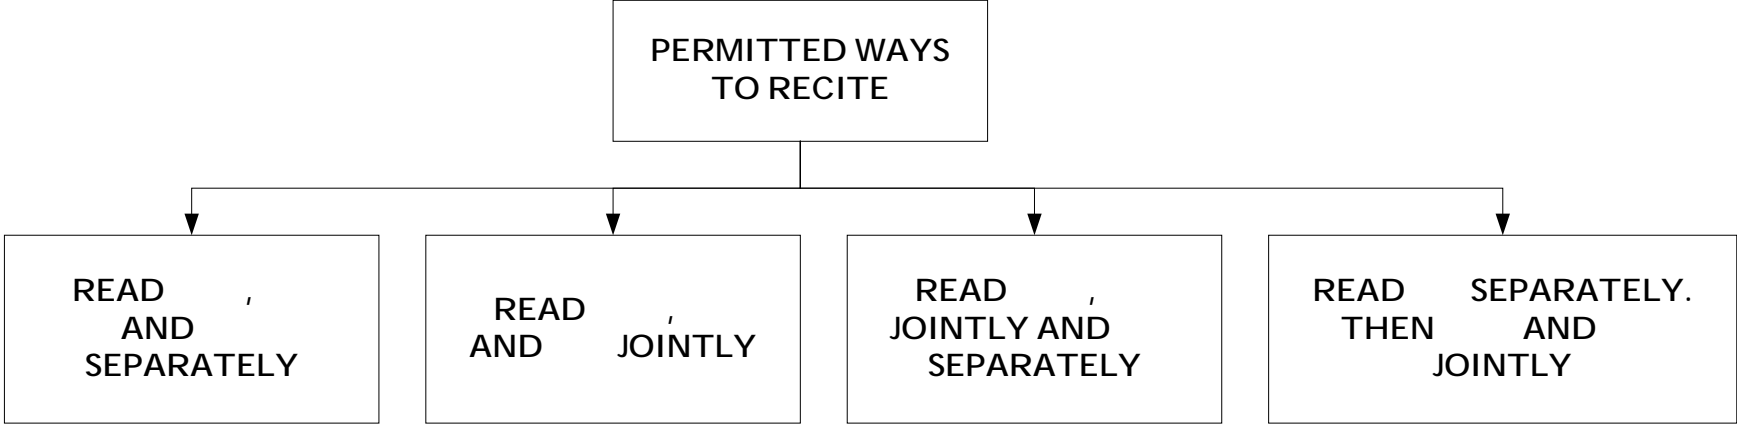 PERMITTED WAYS
TO RECITE
READ ,
AND
SEPARATELY
READ ,
AND JOINTLY
READ ,
JOINTLY AND
SEPARATELY
READ SEPARATELY.
THEN AND
JOINTLY